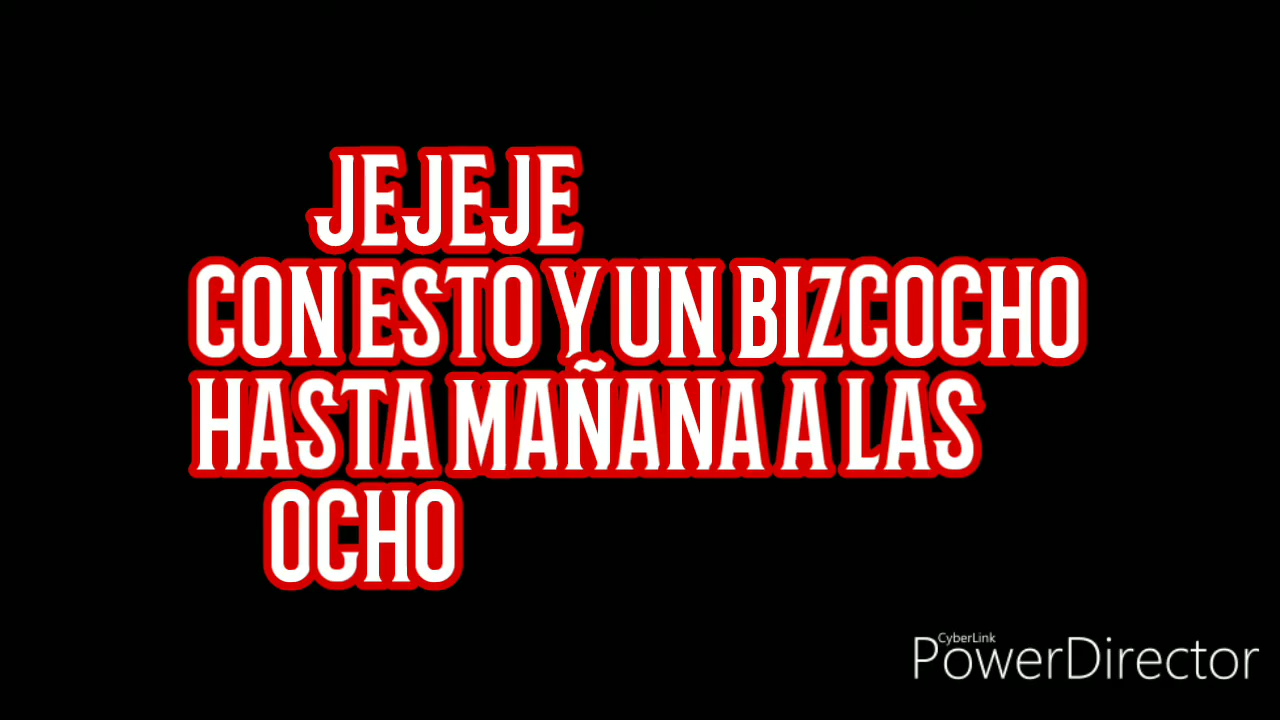 JEJEJE
CON ESTO Y UN BIZCOCHO
HASTA MAÑANA A LAS
OCHO
CyberLink
PowerDirector